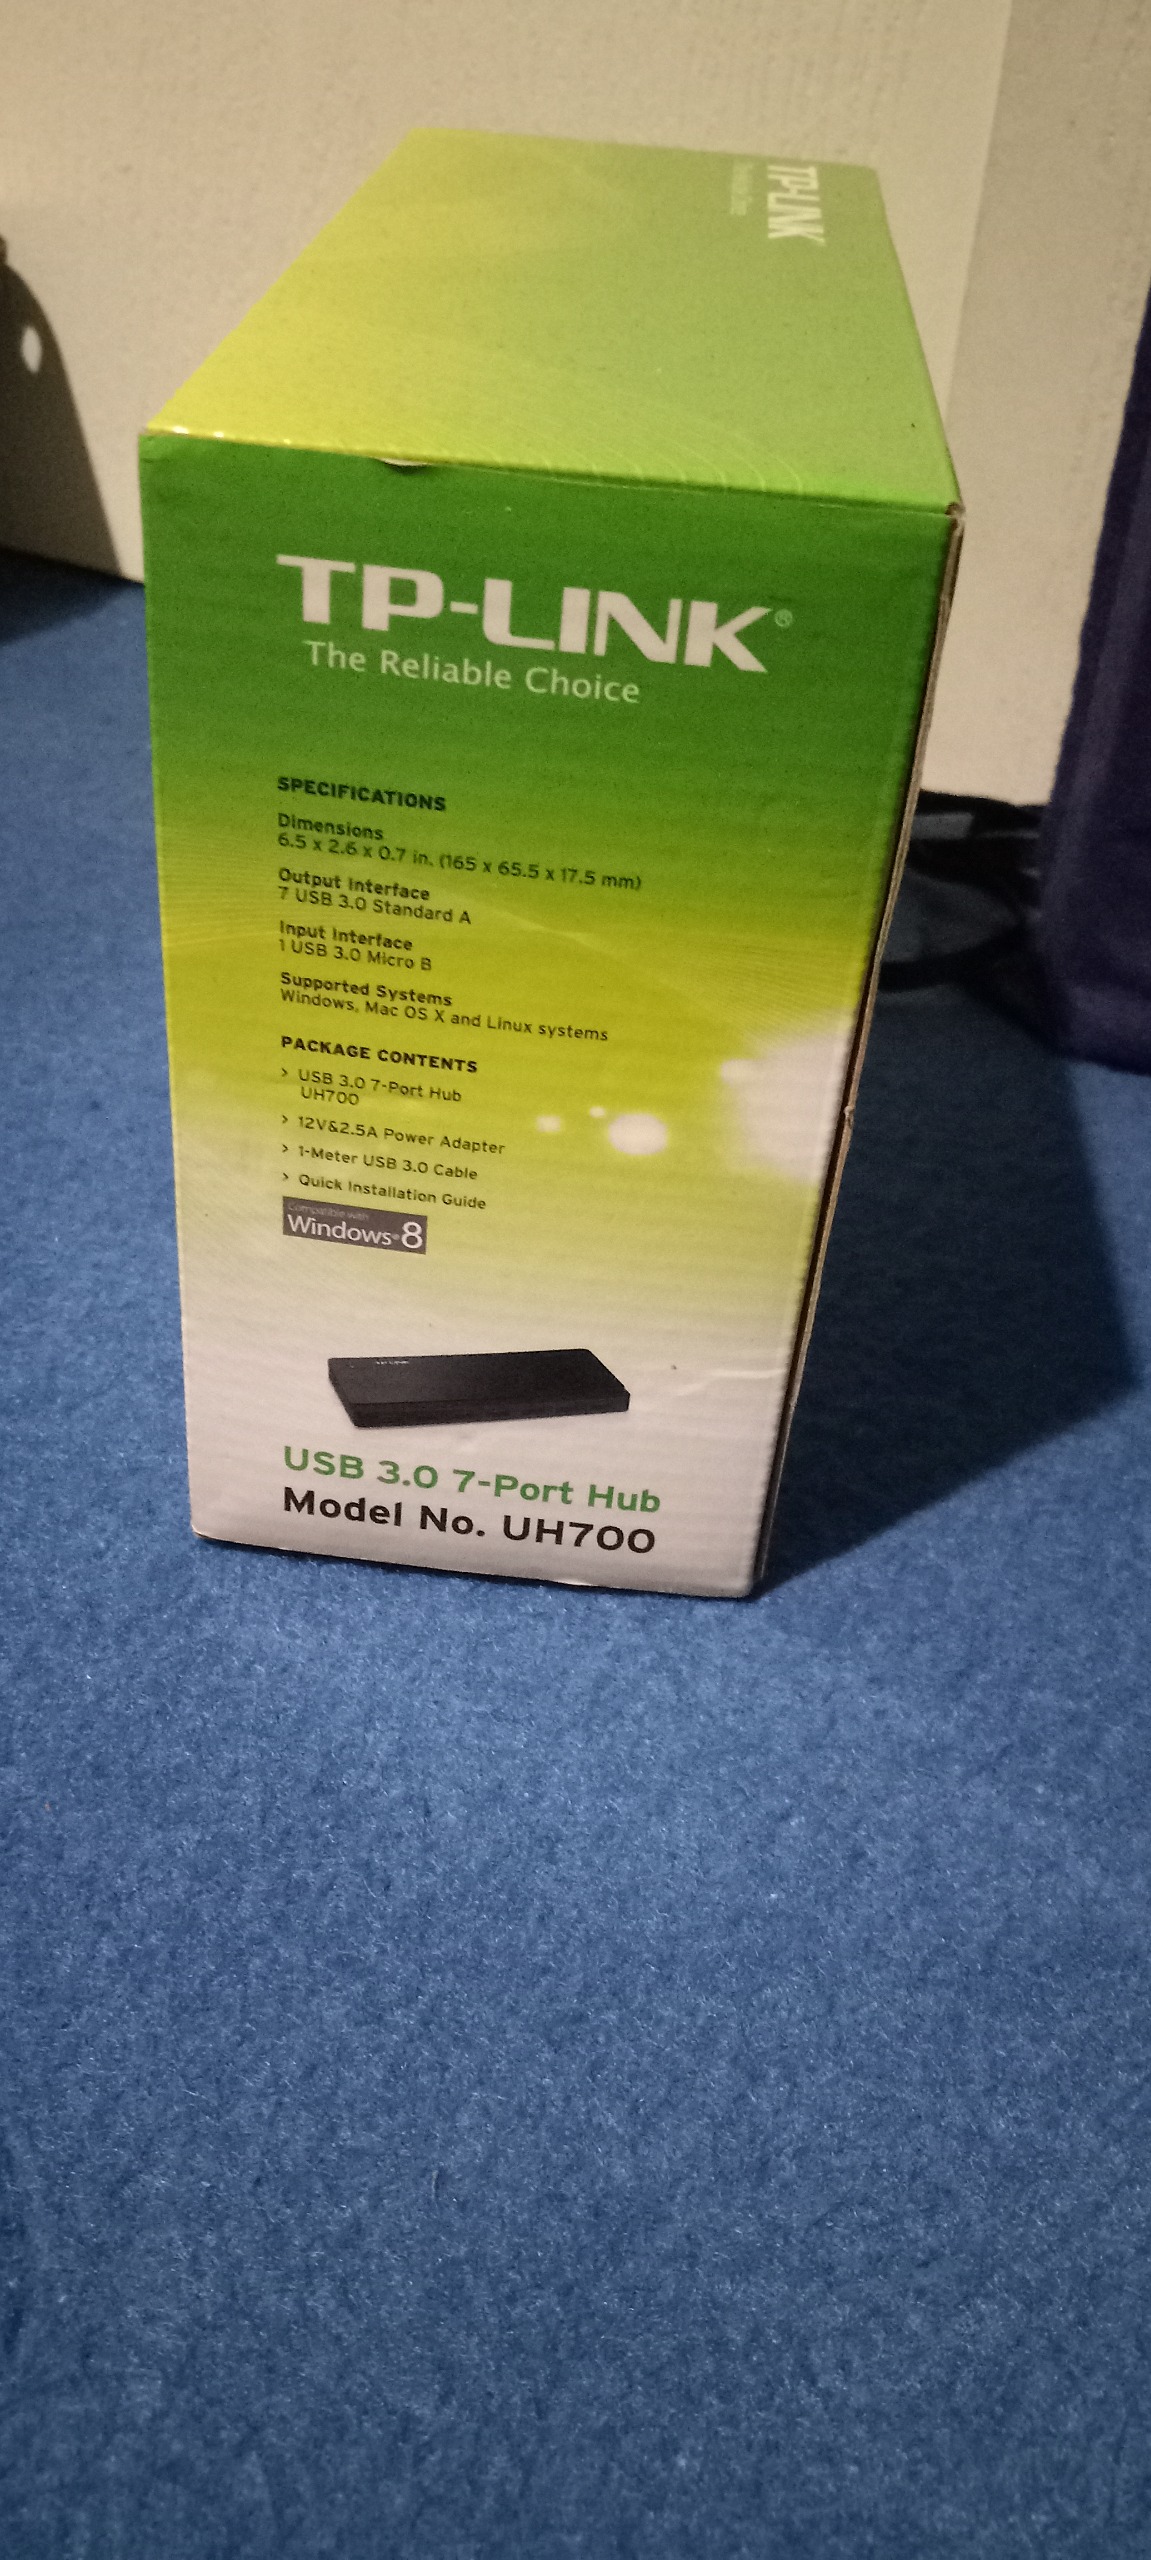 TP-LINK
TP-LINK®
The Reliable Choice
SPECIFICATIONS
Dimensions
6.5 x 2.6 x 0.7 in. (165 x 65.5 x 17.5 mm)
Output Interface
7 USB 3.0 Standard A
Input Interface
1 USB 3.0 Micro B
Supported Systems
Windows, Mac OS X and Linux systems
PACKAGE CONTENTS
› USB 3.0 7-Port Hub
UH700
› 12V&2.5A Power Adapter
› 1-Meter USB 3.0 Cable
› Quick Installation Guide
Compatible with
Windows® 8
TP-LINK
USB 3.0 7-Port Hub
Model No. UH700